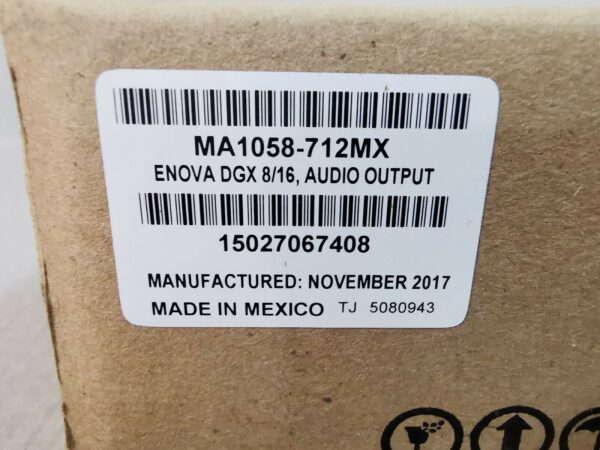 MA1058-712MX
ENOVA DGX 8/16, AUDIO OUTPUT
15027067408
MANUFACTURED: NOVEMBER 2017
MADE IN MEXICO TJ 5080943